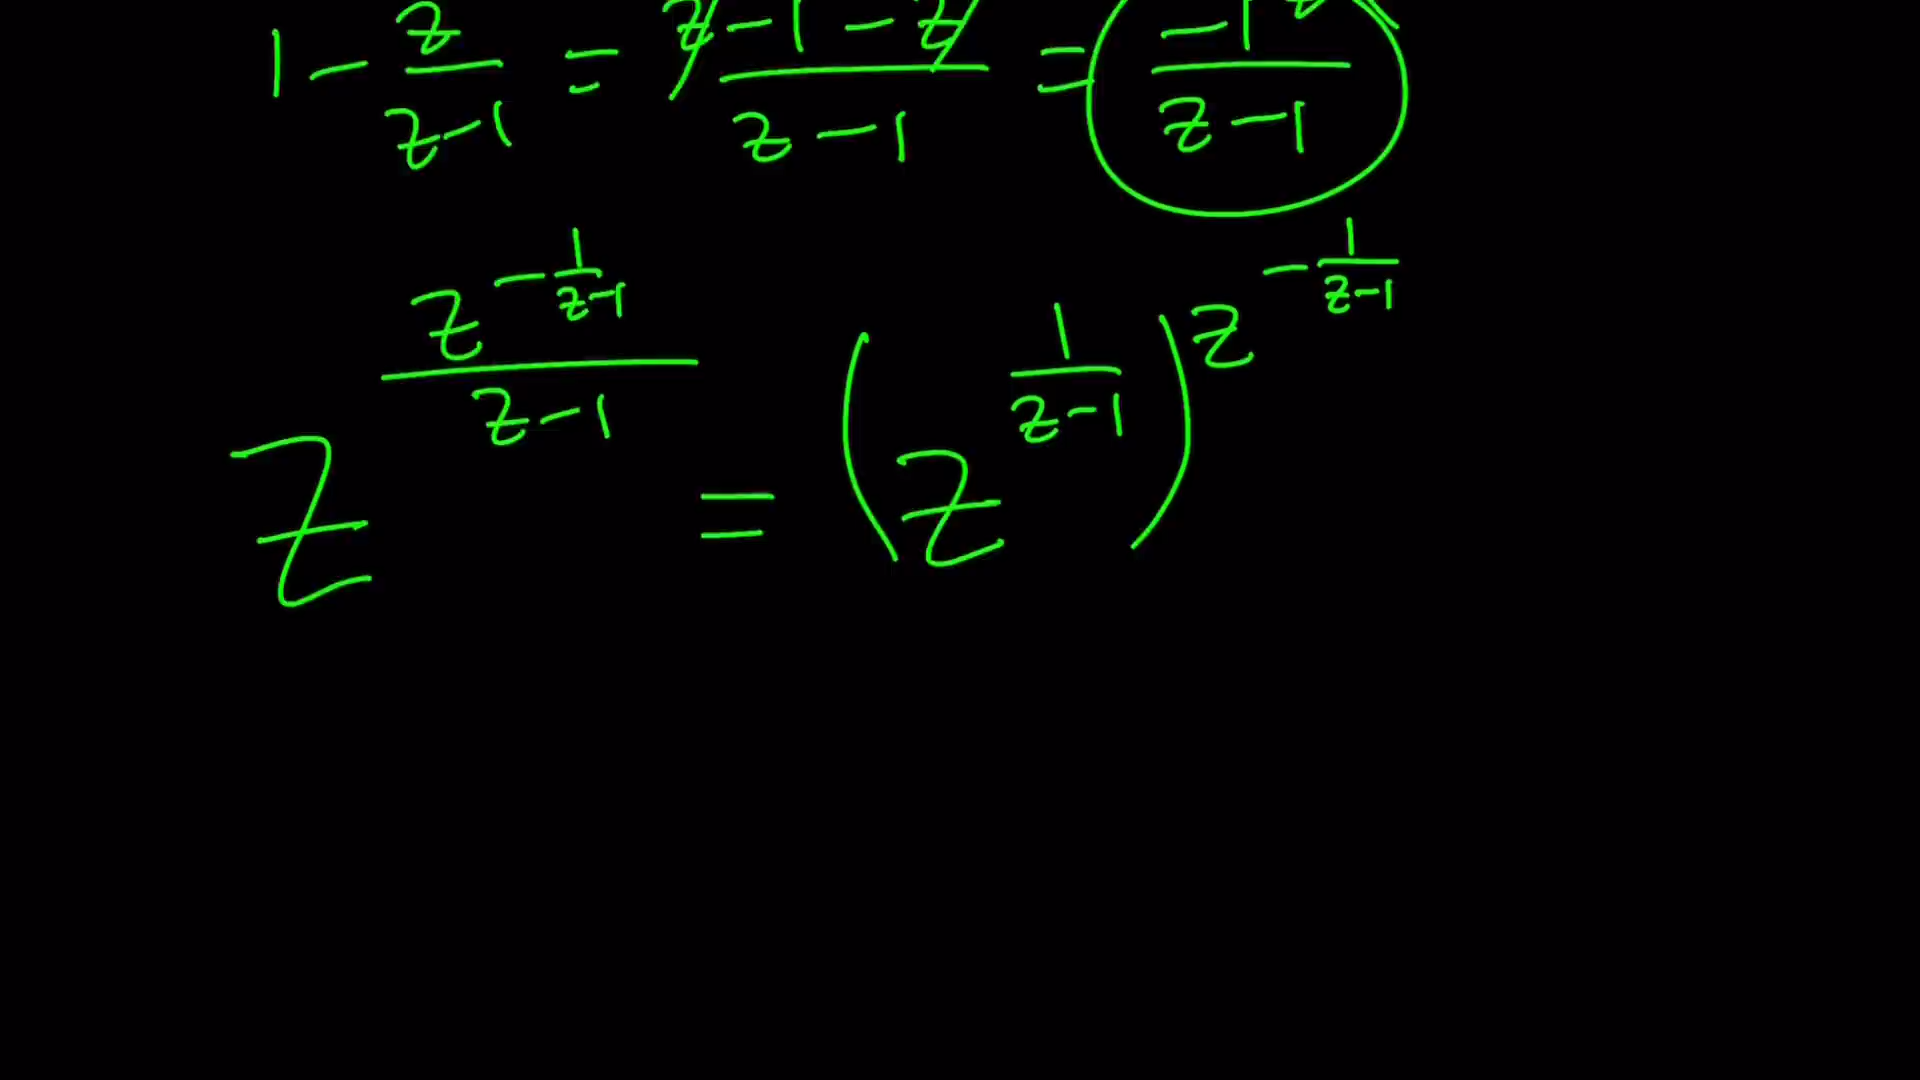 1 - z/(z-1) = (z-1-z)/(z-1) = (-1)/(z-1)
z^((z^(-1/(z-1)))/(z-1)) = (z^(1/(z-1)))^(z^(-1/(z-1)))